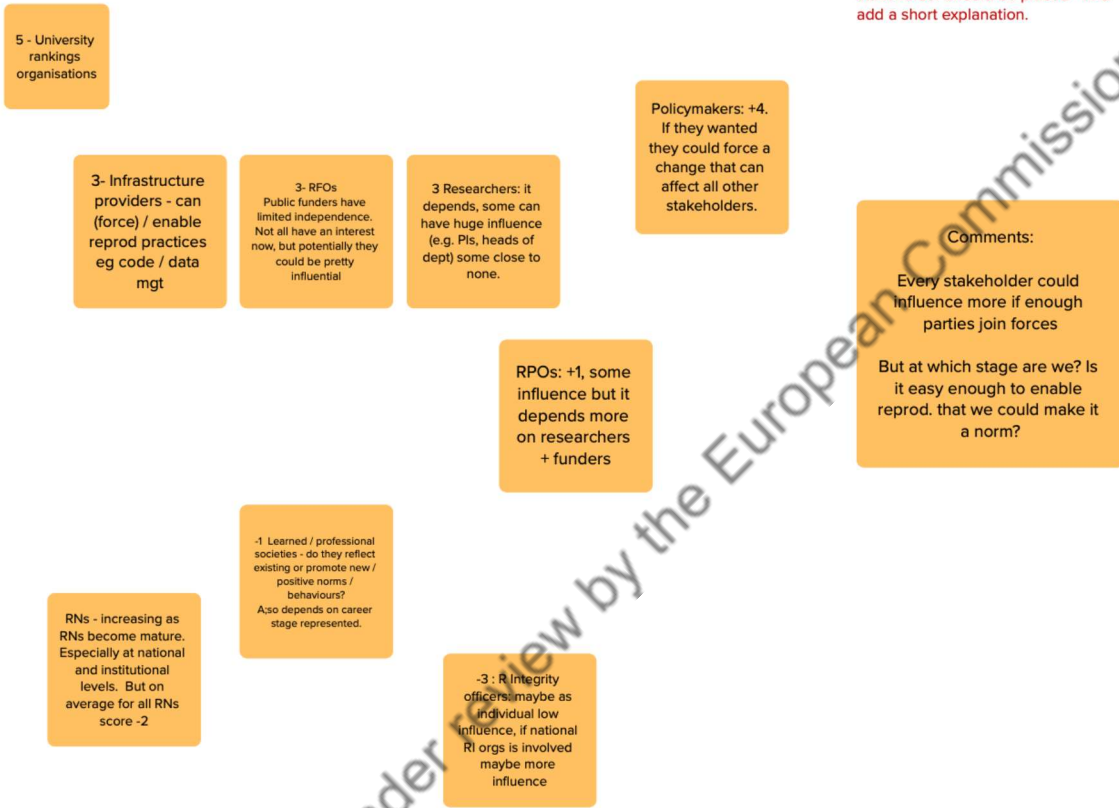 add a short explanation.
5 - University
rankings
organisations
Policymakers: +4.
If they wanted
they could force a
change that can
affect all other
stakeholders.
3- Infrastructure
providers - can
(force) / enable
reprod practices
eg code / data
mgt
3- RFOs
Public funders have
limited independence.
Not all have an interest
now, but potentially they
could be pretty
influential
3 Researchers: it
depends, some can
have huge influence
(e.g. PIs, heads of
dept) some close to
none.
Comments:
Every stakeholder could
influence more if enough
parties join forces
But at which stage are we? Is
it easy enough to enable
reprod. that we could make it
a norm?
RPOs: +1, some
influence but it
depends more
on researchers
+ funders
-1 Learned / professional
societies - do they reflect
existing or promote new /
positive norms /
behaviours?
A;so depends on career
stage represented.
RNs - increasing as
RNs become mature.
Especially at national
and institutional
levels. But on
average for all RNs
score -2
-3 : R Integrity
officers: maybe as
individual low
influence, if national
RI orgs is involved
maybe more
influence
review by the European Commission